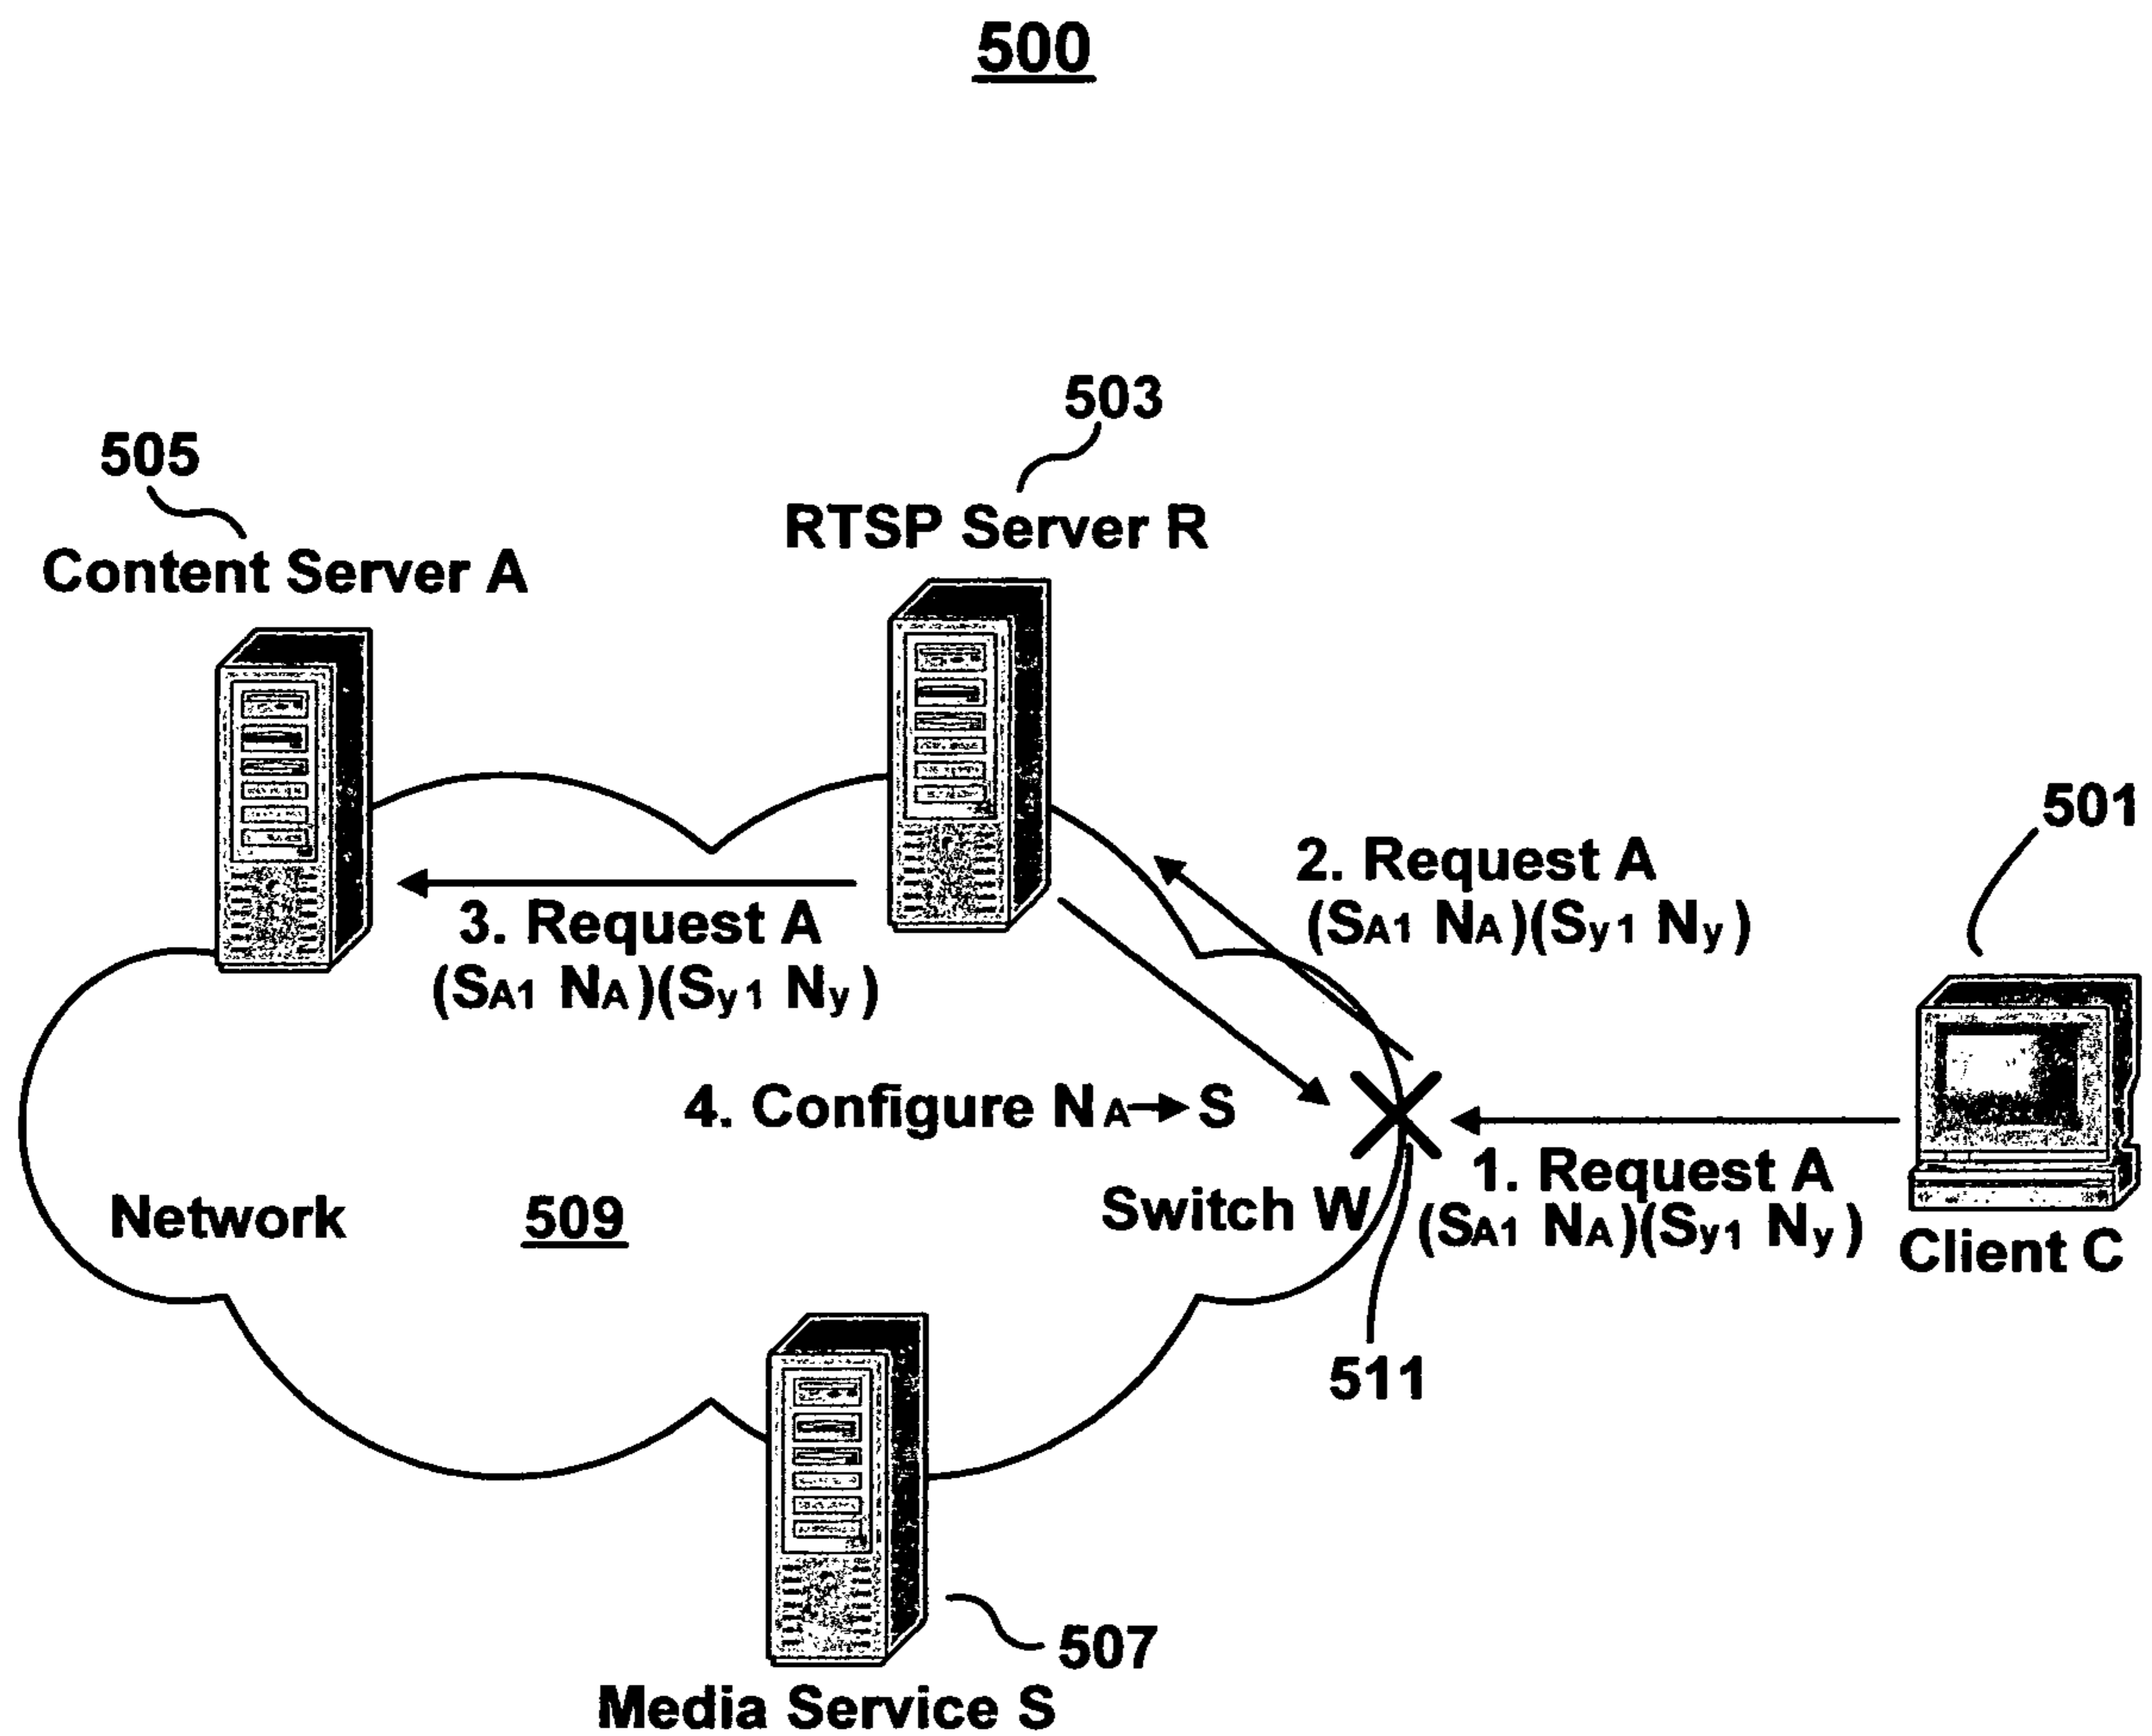 500
503
505
RTSP Server R
Content Server A
501
2. Request A
(SA1 NA)(Sy1 Ny)
3. Request A
(SA1 NA)(Sy1 Ny)
4. Configure NA→S
1. Request A
(SA1 NA)(Sy1 Ny)
Switch W
Network
509
Client C
511
507
Media Service S